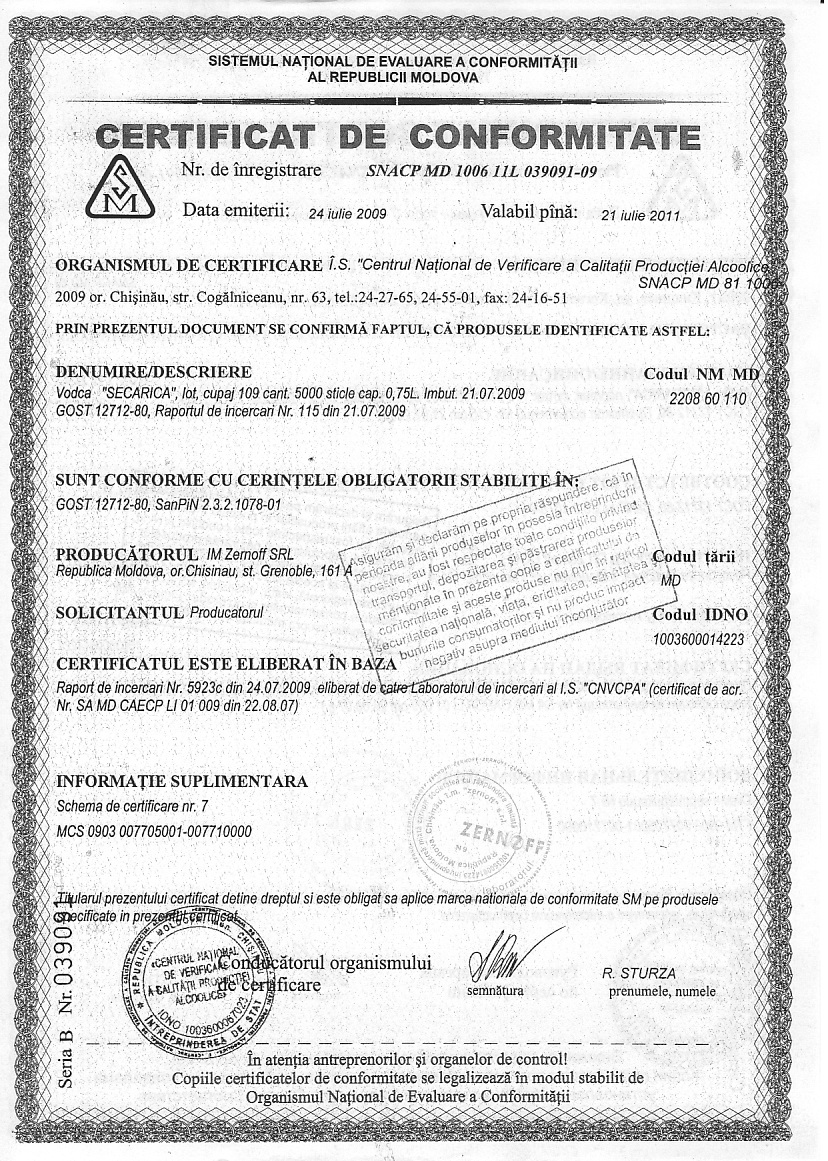 SISTEMUL NAȚIONAL DE EVALUARE A CONFORMITĂȚII
AL REPUBLICII MOLDOVA
CERTIFICAT DE CONFORMITATE
SM
Nr. de înregistrare SNACP MD 1006 11L 039091-09
Data emiterii: 24 iulie 2009 Valabil pînă: 21 iulie 2011
ORGANISMUL DE CERTIFICARE Î.S. "Centrul Național de Verificare a Calitații Producției Alcoolice
SNACP MD 81 1006
2009 or. Chișinău, str. Cogălniceanu, nr. 63, tel.:24-27-65, 24-55-01, fax: 24-16-51
PRIN PREZENTUL DOCUMENT SE CONFIRMĂ FAPTUL, CĂ PRODUSELE IDENTIFICATE ASTFEL:
DENUMIRE/DESCRIERE Codul NM MD
Vodca "SECARICA", lot, cupaj 109 cant. 5000 sticle cap. 0,75L. Imbut. 21.07.2009
2208 60 110
GOST 12712-80, Raportul de incercari Nr. 115 din 21.07.2009
SUNT CONFORME CU CERINȚELE OBLIGATORII STABILITE ÎN:
GOST 12712-80, SanPiN 2.3.2.1078-01
Asigurăm și declarăm pe propria răspundere, că în
perioada aflării produselor în posesia întreprinderii
noastre, au fost respectate toate condițiile privind
transportul, depozitarea și păstrarea produselor
menționate în prezenta copie a certificatului de
conformitate și aceste produse nu pun în pericol
securitatea națională, viața, eriditatea, sănătatea și
bunurile consumatorilor și nu produc impact
negativ asupra mediului înconjurător
PRODUCĂTORUL IM Zernoff SRL Codul țării
Republica Moldova, or.Chisinau, st. Grenoble, 161 A
MD
SOLICITANTUL Producatorul Codul IDNO
1003600014223
CERTIFICATUL ESTE ELIBERAT ÎN BAZA
Raport de incercari Nr. 5923c din 24.07.2009 eliberat de catre Laboratorul de incercari al I.S. "CNVCPA" (certificat de acr.
Nr. SA MD CAECP LI 01 009 din 22.08.07)
INFORMAȚIE SUPLIMENTARA
Schema de certificare nr. 7
MCS 0903 007705001-007710000
ZERNOFF
Titularul prezentului certificat detine dreptul si este obligat sa aplice marca nationala de conformitate SM pe produsele
specificate in prezentul certificat
REPUBLICA MOLDOVA, mun. CHIȘINĂU
«CENTRUL NAȚIONAL
DE VERIFICARE
A CALITĂȚII PRODUCȚIEI
ALCOOLICE»
IDNO 1003600067023
ÎNTREPRINDEREA DE STAT
Conducătorul organismului
de certificare
R. STURZA
semnătura prenumele, numele
Seria B Nr. 039091
În atenția antreprenorilor și organelor de control!
Copiile certificatelor de conformitate se legalizează în modul stabilit de
Organismul Național de Evaluare a Conformității